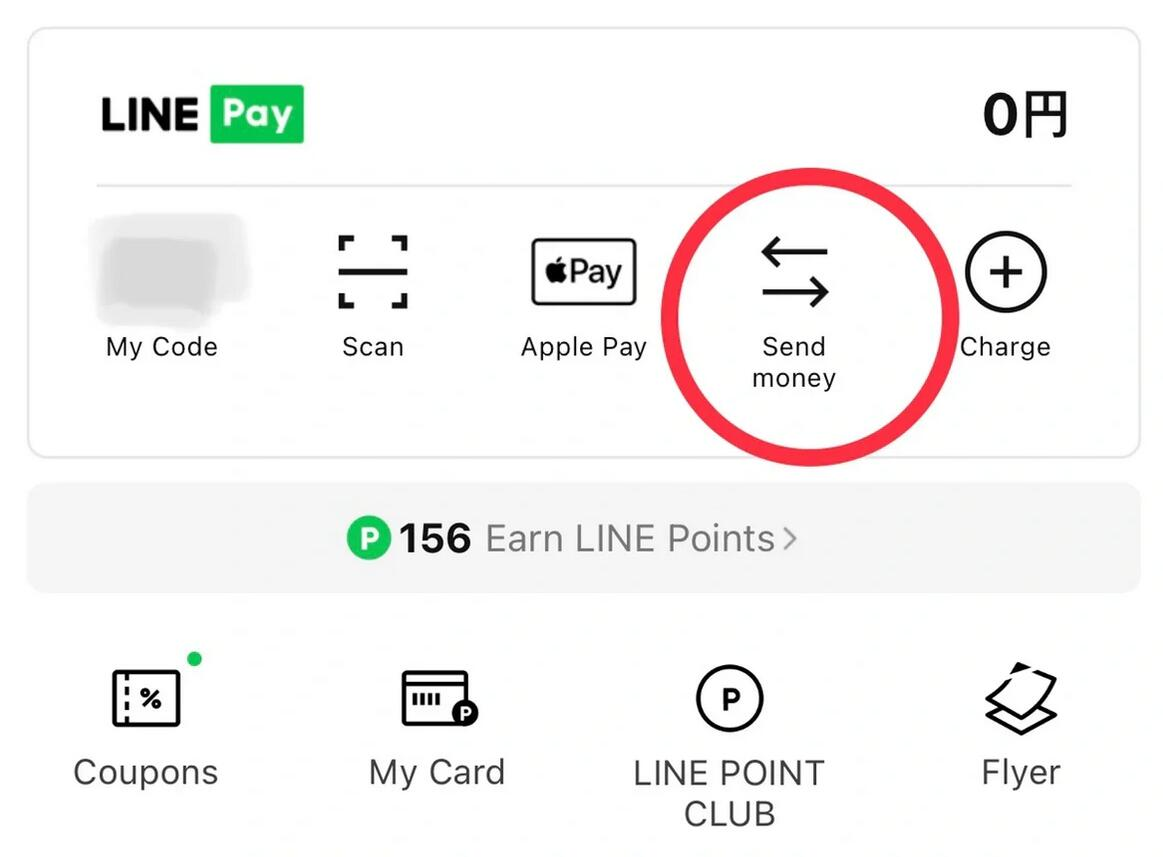 LINE Pay
0円
Pay
My Code
Scan
Apple Pay
Send
money
Charge
P 156 Earn LINE Points >
%
P
P
Coupons
My Card
LINE POINT
CLUB
Flyer